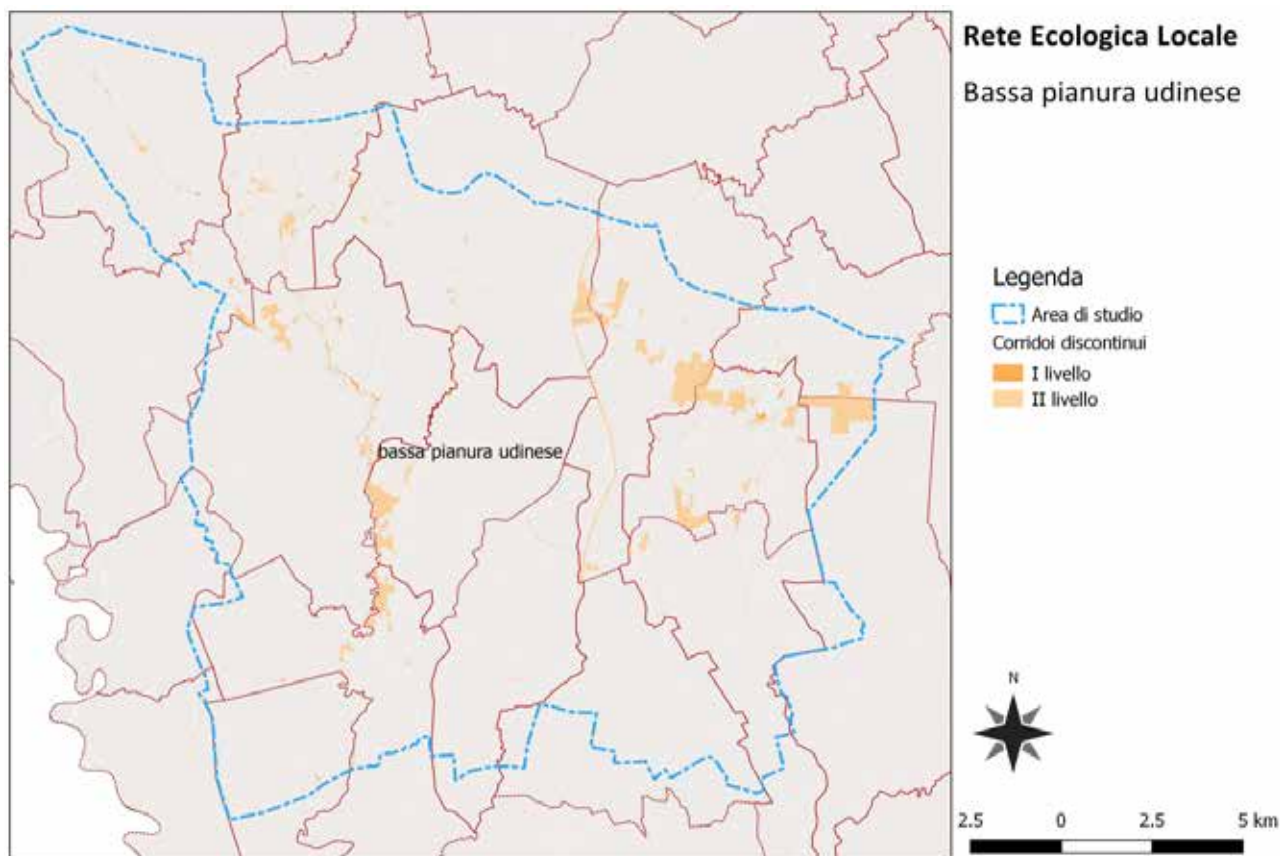 Rete Ecologica Locale
Bassa pianura udinese
Legenda
Area di studio
Corridoi discontinui
I livello
II livello
bassa pianura udinese
N
2.5 0 2.5 5 km